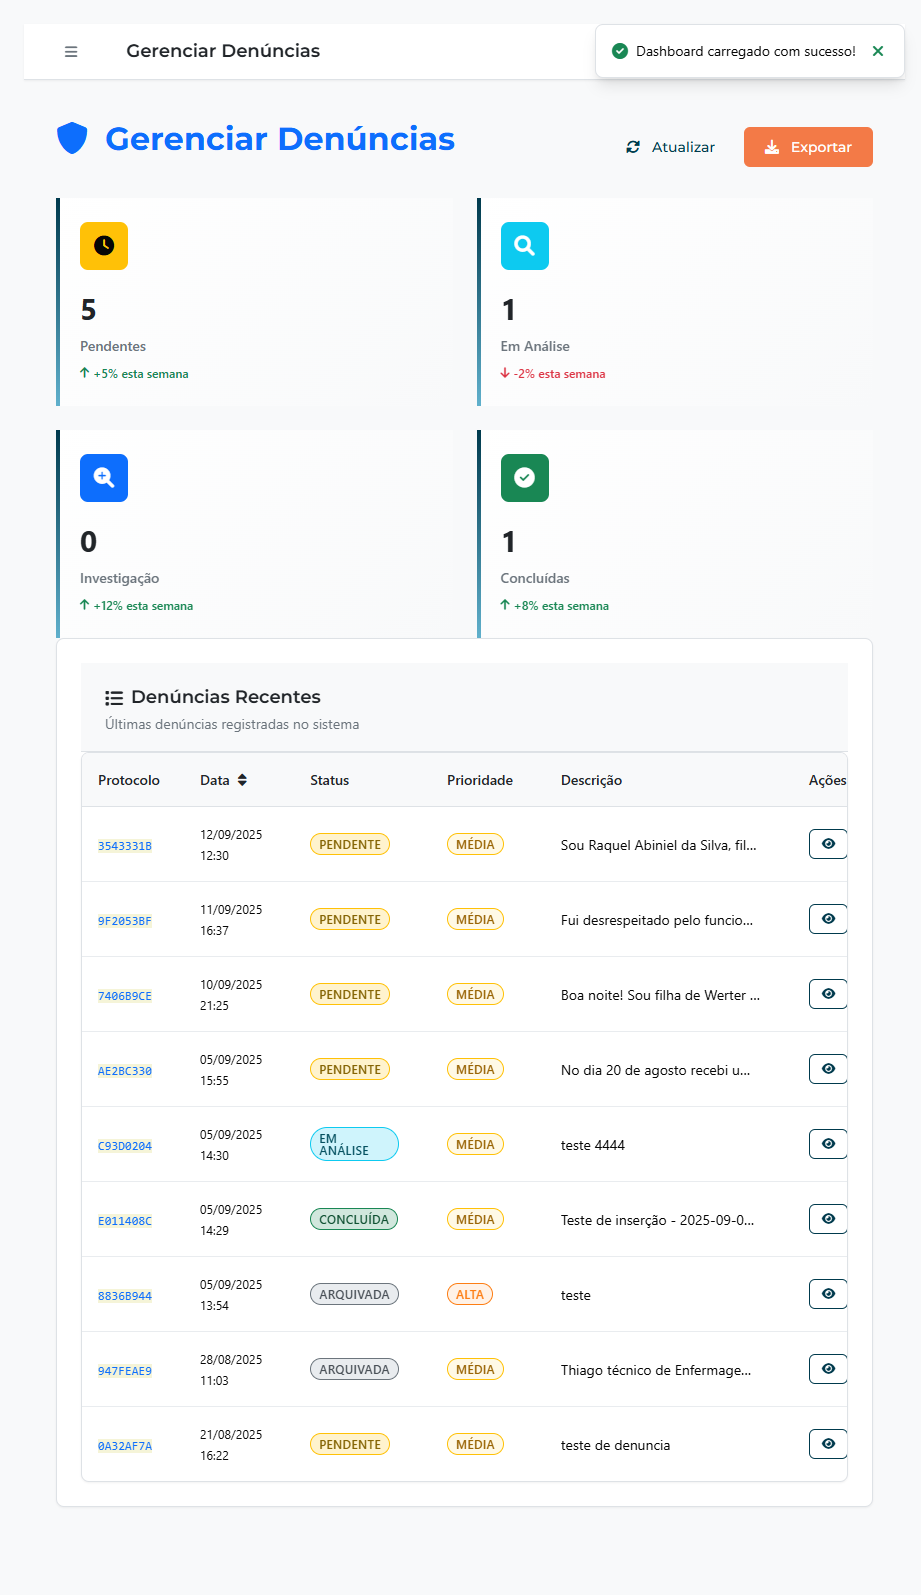 Gerenciar Denúncias
Dashboard carregado com sucesso!
Gerenciar Denúncias
Atualizar
Exportar
5
Pendentes
+5% esta semana
1
Em Análise
-2% esta semana
0
Investigação
+12% esta semana
1
Concluídas
+8% esta semana
Denúncias Recentes
Últimas denúncias registradas no sistema
Protocolo Data Status Prioridade Descrição Ações
3543331B 12/09/2025 12:30 PENDENTE MÉDIA Sou Raquel Abiniel da Silva, fil...
9F2053BF 11/09/2025 16:37 PENDENTE MÉDIA Fui desrespeitado pelo funcio...
7406B9CE 10/09/2025 21:25 PENDENTE MÉDIA Boa noite! Sou filha de Werter ...
AE2BC330 05/09/2025 15:55 PENDENTE MÉDIA No dia 20 de agosto recebi u...
C93D0204 05/09/2025 14:30 EM ANÁLISE MÉDIA teste 4444
E011408C 05/09/2025 14:29 CONCLUÍDA MÉDIA Teste de inserção - 2025-09-0...
8836B944 05/09/2025 13:54 ARQUIVADA ALTA teste
947FEAE9 28/08/2025 11:03 ARQUIVADA MÉDIA Thiago técnico de Enfermage...
0A32AF7A 21/08/2025 16:22 PENDENTE MÉDIA teste de denuncia